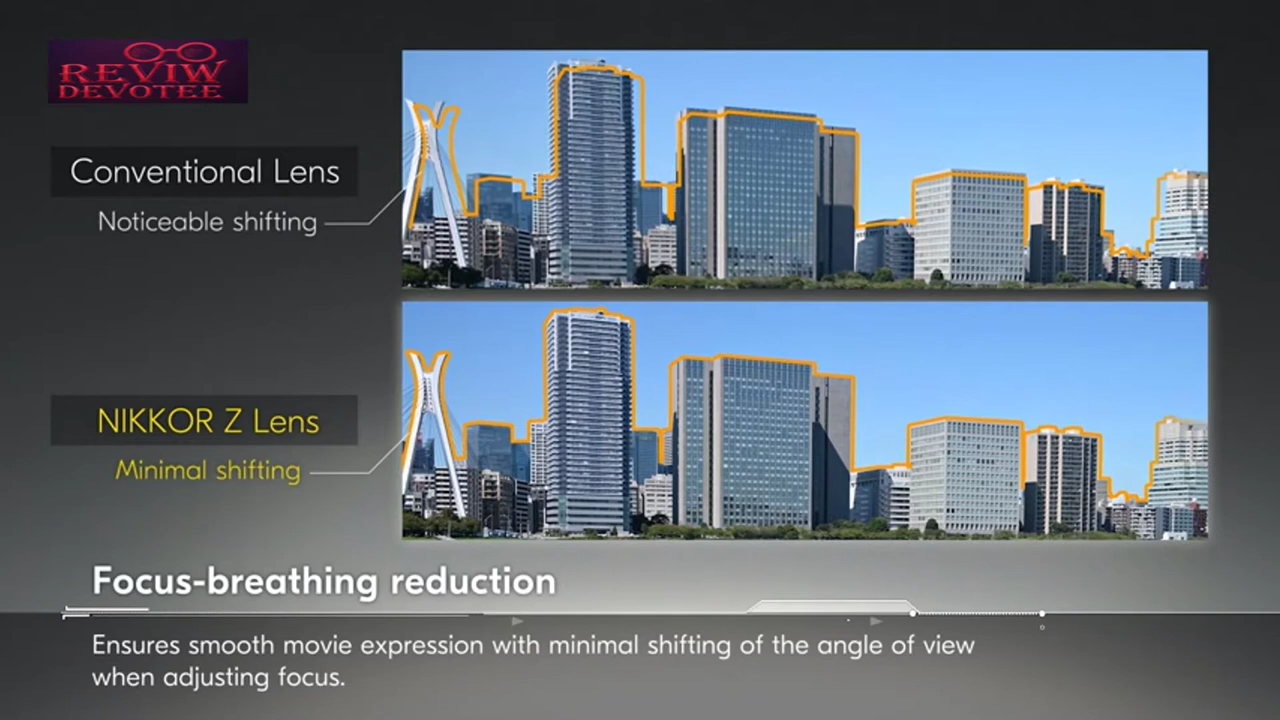 REVIW
DEVOTEE
Conventional Lens
Noticeable shifting
NIKKOR Z Lens
Minimal shifting
Focus-breathing reduction
Ensures smooth movie expression with minimal shifting of the angle of view
when adjusting focus.